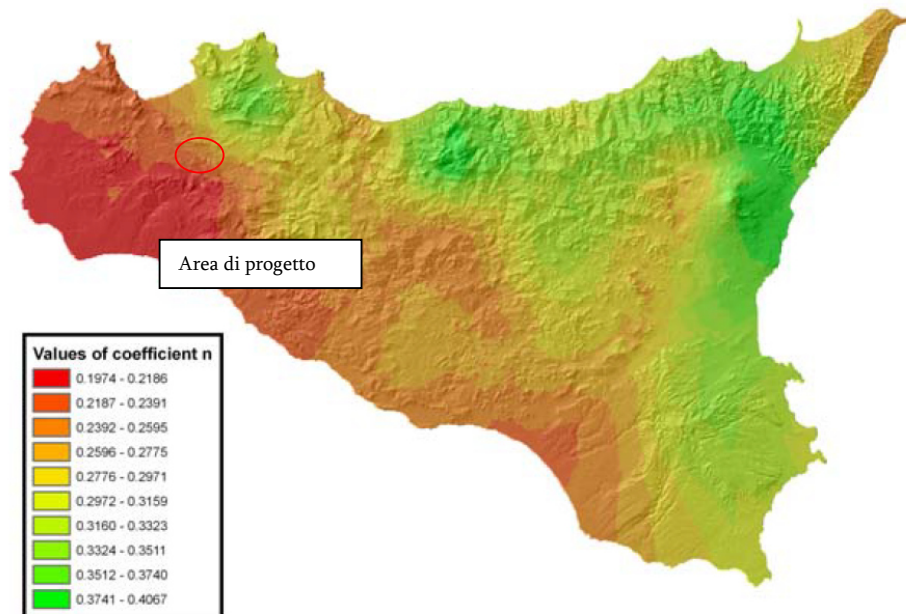 Area di progetto
Values of coefficient n
0.1974 - 0.2186
0.2187 - 0.2391
0.2392 - 0.2595
0.2596 - 0.2775
0.2776 - 0.2971
0.2972 - 0.3159
0.3160 - 0.3323
0.3324 - 0.3511
0.3512 - 0.3740
0.3741 - 0.4067